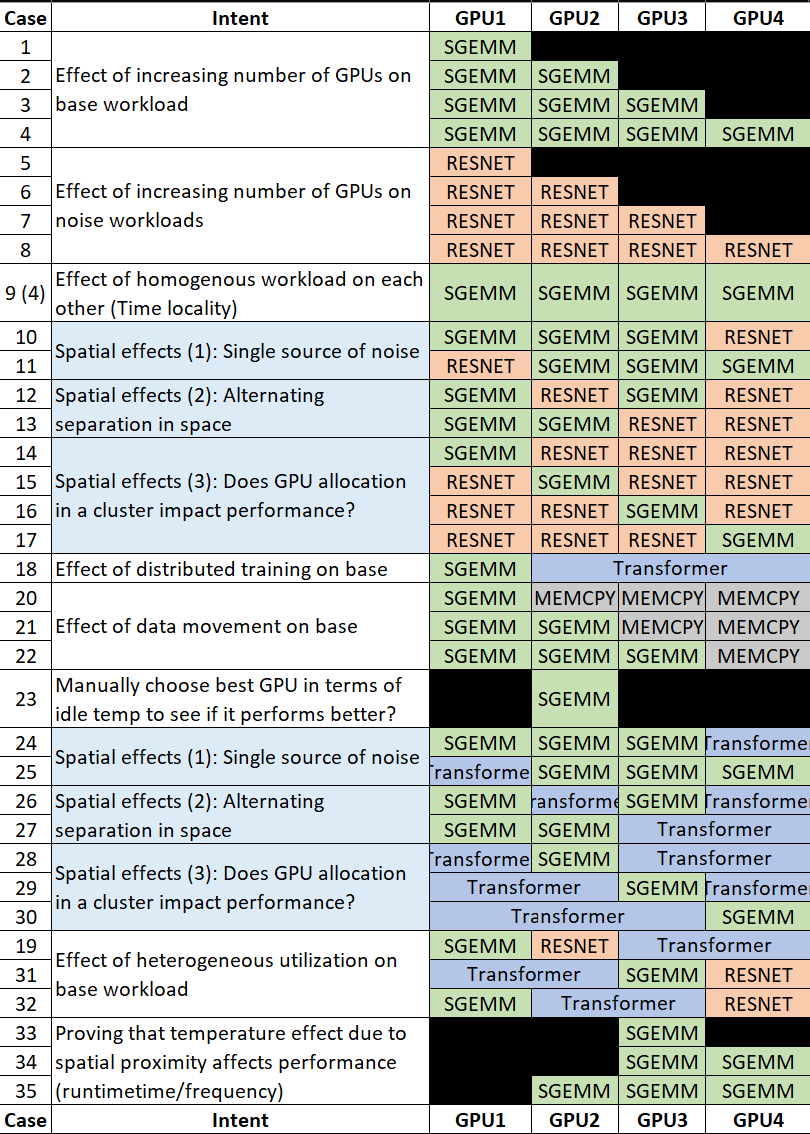 Case Intent GPU1 GPU2 GPU3 GPU4
1 SGEMM
2 Effect of increasing number of GPUs on SGEMM SGEMM
3 base workload SGEMM SGEMM SGEMM
4 SGEMM SGEMM SGEMM SGEMM
5 RESNET
6 Effect of increasing number of GPUs on RESNET RESNET
7 noise workloads RESNET RESNET RESNET
8 RESNET RESNET RESNET RESNET
9 (4) Effect of homogenous workload on each
other (Time locality) SGEMM SGEMM SGEMM SGEMM
10 Spatial effects (1): Single source of noise SGEMM SGEMM SGEMM RESNET
11 RESNET SGEMM SGEMM SGEMM
12 Spatial effects (2): Alternating SGEMM RESNET SGEMM RESNET
13 separation in space SGEMM SGEMM RESNET RESNET
14 SGEMM RESNET RESNET RESNET
15 Spatial effects (3): Does GPU allocation RESNET SGEMM RESNET RESNET
16 in a cluster impact performance? RESNET RESNET SGEMM RESNET
17 RESNET RESNET RESNET SGEMM
18 Effect of distributed training on base SGEMM Transformer
20 SGEMM MEMCPY MEMCPY MEMCPY
21 Effect of data movement on base SGEMM SGEMM MEMCPY MEMCPY
22 SGEMM SGEMM SGEMM MEMCPY
23 Manually choose best GPU in terms of
idle temp to see if it performs better? SGEMM
24 Spatial effects (1): Single source of noise SGEMM SGEMM SGEMM Transforme
25 Transforme SGEMM SGEMM SGEMM
26 Spatial effects (2): Alternating SGEMM ransforme SGEMM Transforme
27 separation in space SGEMM SGEMM Transformer
28 Transforme SGEMM Transformer
29 Spatial effects (3): Does GPU allocation Transformer SGEMM Transforme
30 in a cluster impact performance? Transformer SGEMM
19 SGEMM RESNET Transformer
31 Effect of heterogeneous utilization on Transformer SGEMM RESNET
32 base workload SGEMM Transformer RESNET
33 Proving that temperature effect due to SGEMM
34 spatial proximity affects performance SGEMM SGEMM
35 (runtimetime/frequency) SGEMM SGEMM SGEMM
Case Intent GPU1 GPU2 GPU3 GPU4